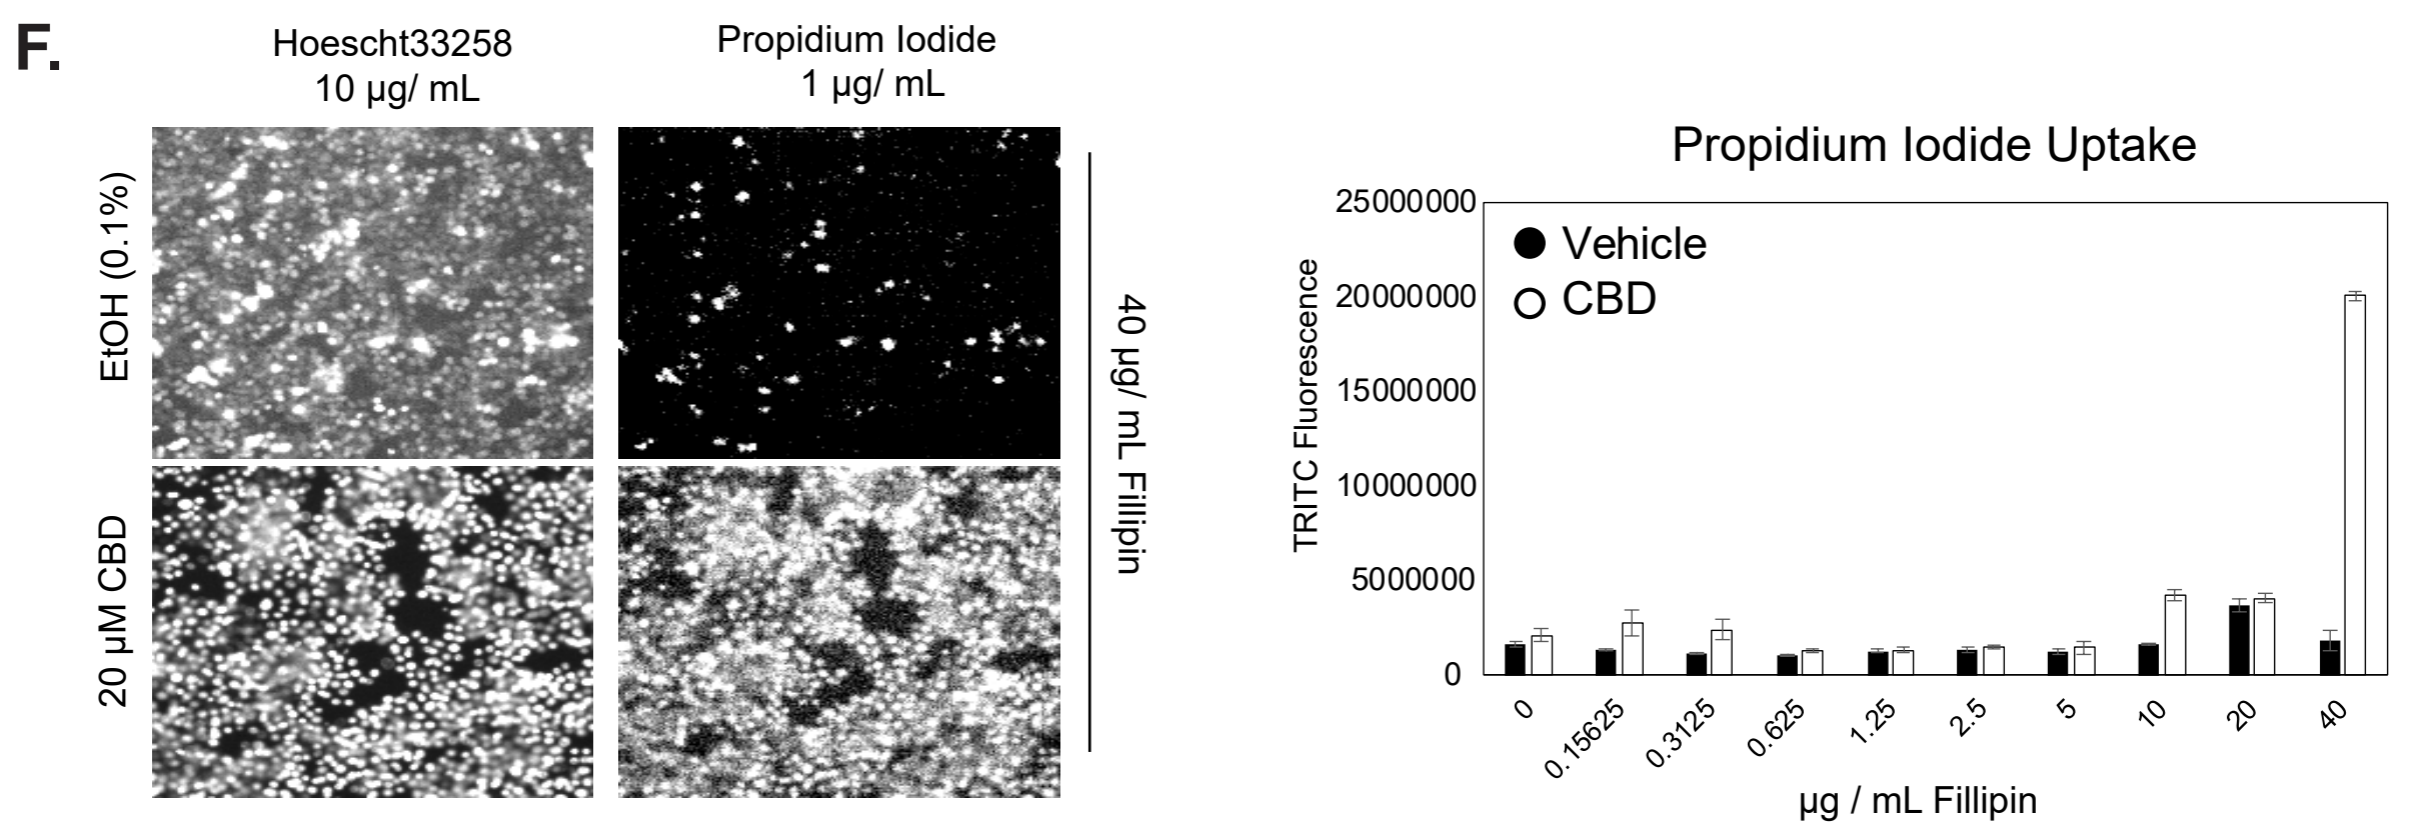 F.
Hoescht33258
10 µg/ mL
Propidium Iodide
1 µg/ mL
EtOH (0.1%)
20 µM CBD
40 µg/ mL Fillipin
Propidium Iodide Uptake
TRITC Fluorescence
25000000
20000000
15000000
10000000
5000000
0
Vehicle
CBD
0
0.15625
0.3125
0.625
1.25
2.5
5
10
20
40
µg / mL Fillipin